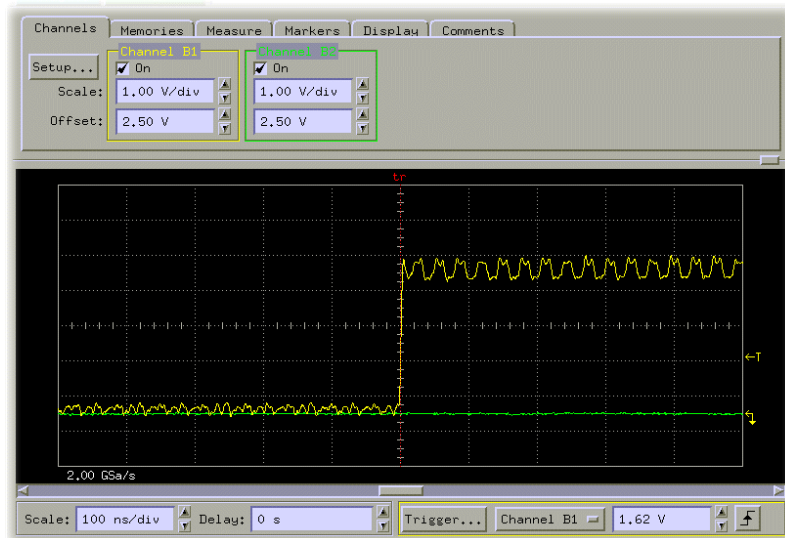 Channels Memories Measure Markers Display Comments
Channel B1 Channel B2
Setup... On On
Scale: 1.00 V/div 1.00 V/div
Offset: 2.50 V 2.50 V
tr
←T
2.00 GSa/s
Scale: 100 ns/div Delay: 0 s Trigger... Channel B1 1.62 V